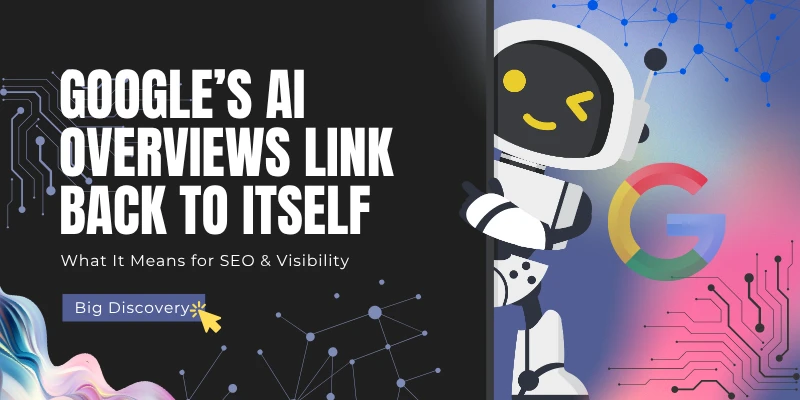 GOOGLE'S AI
OVERVIEWS LINK
BACK TO ITSELF
What It Means for SEO & Visibility
Big Discovery
G